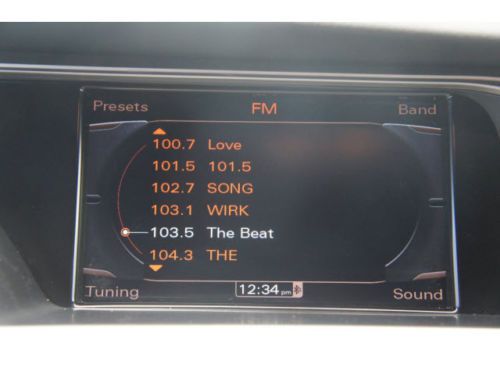 Presets FM Band
100.7 Love
101.5 101.5
102.7 SONG
103.1 WIRK
103.5 The Beat
104.3 THE
Tuning 12:34 pm Sound